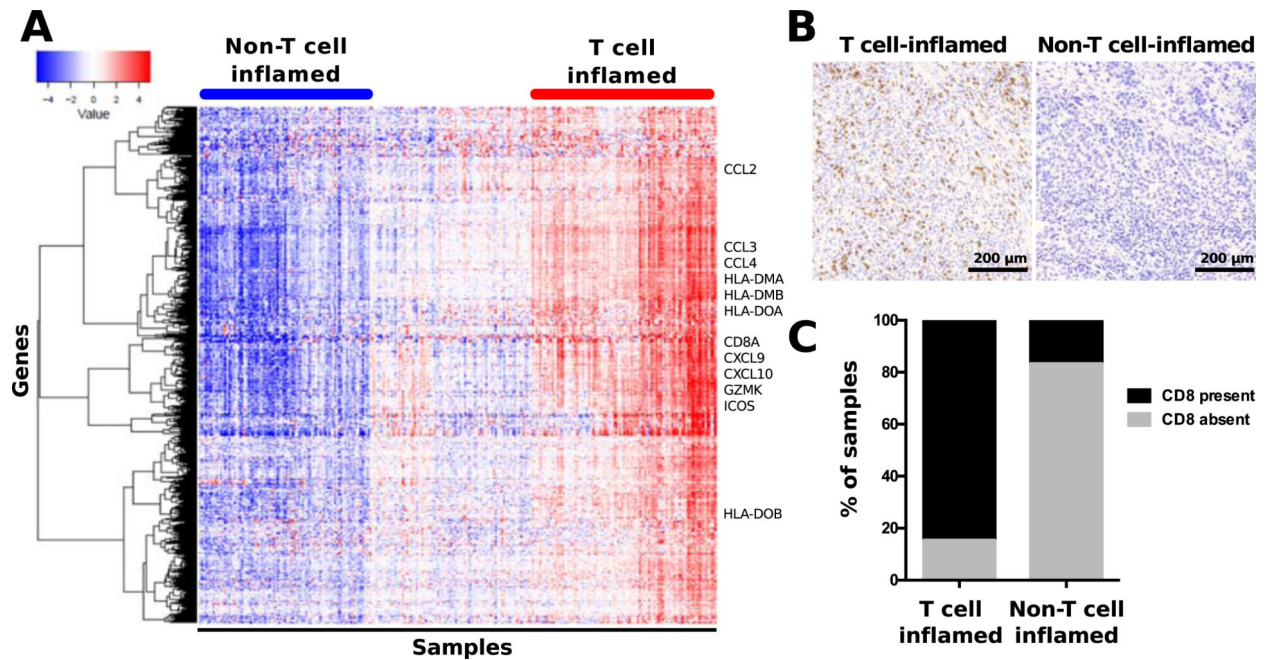 A
Non-T cell
inflamed
T cell
inflamed
−4 −2 0 2 4
Value
Genes
CCL2
CCL3
CCL4
HLA-DMA
HLA-DMB
HLA-DOA
CD8A
CXCL9
CXCL10
GZMK
ICOS
HLA-DOB
Samples
B
T cell-inflamed
Non-T cell-inflamed
200 µm
200 µm
C
100
80
60
40
20
0
% of samples
CD8 present
CD8 absent
T cell
inflamed
Non-T cell
inflamed